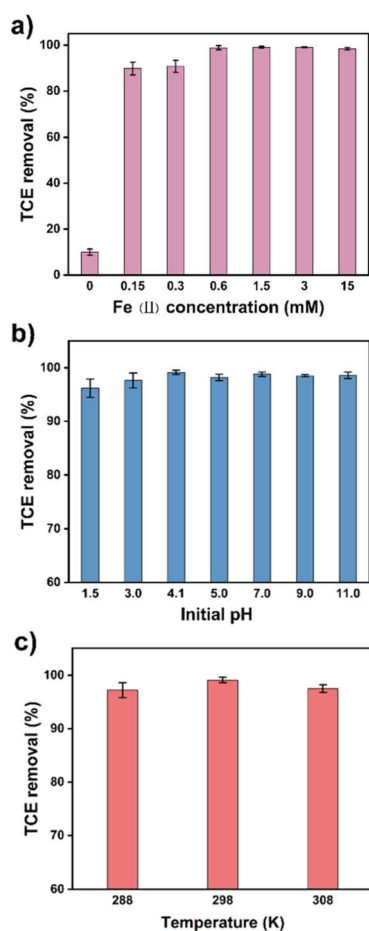 a)
100
80
60
40
20
0
TCE removal (%)
0 0.15 0.3 0.6 1.5 3 15
Fe (II) concentration (mM)
b)
100
90
80
70
60
TCE removal (%)
1.5 3.0 4.1 5.0 7.0 9.0 11.0
Initial pH
c)
100
90
80
70
60
TCE removal (%)
288 298 308
Temperature (K)